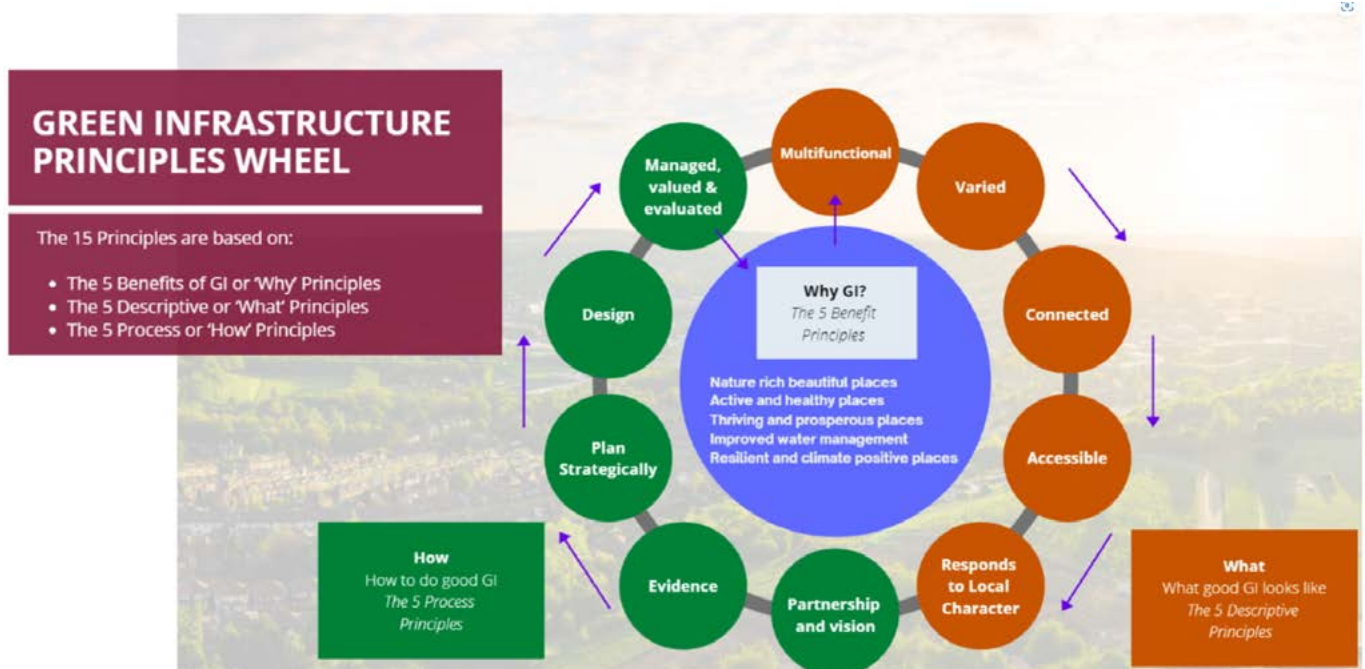 GREEN INFRASTRUCTURE
PRINCIPLES WHEEL
The 15 Principles are based on:
• The 5 Benefits of GI or ‘Why’ Principles
• The 5 Descriptive or ‘What’ Principles
• The 5 Process or ‘How’ Principles
Multifunctional
Varied
Connected
Accessible
Responds
to Local
Character
Partnership
and vision
Evidence
Plan
Strategically
Design
Managed,
valued &
evaluated
Why GI?
The 5 Benefit
Principles
Nature rich beautiful places
Active and healthy places
Thriving and prosperous places
Improved water management
Resilient and climate positive places
How
How to do good GI
The 5 Process
Principles
What
What good GI looks like
The 5 Descriptive
Principles